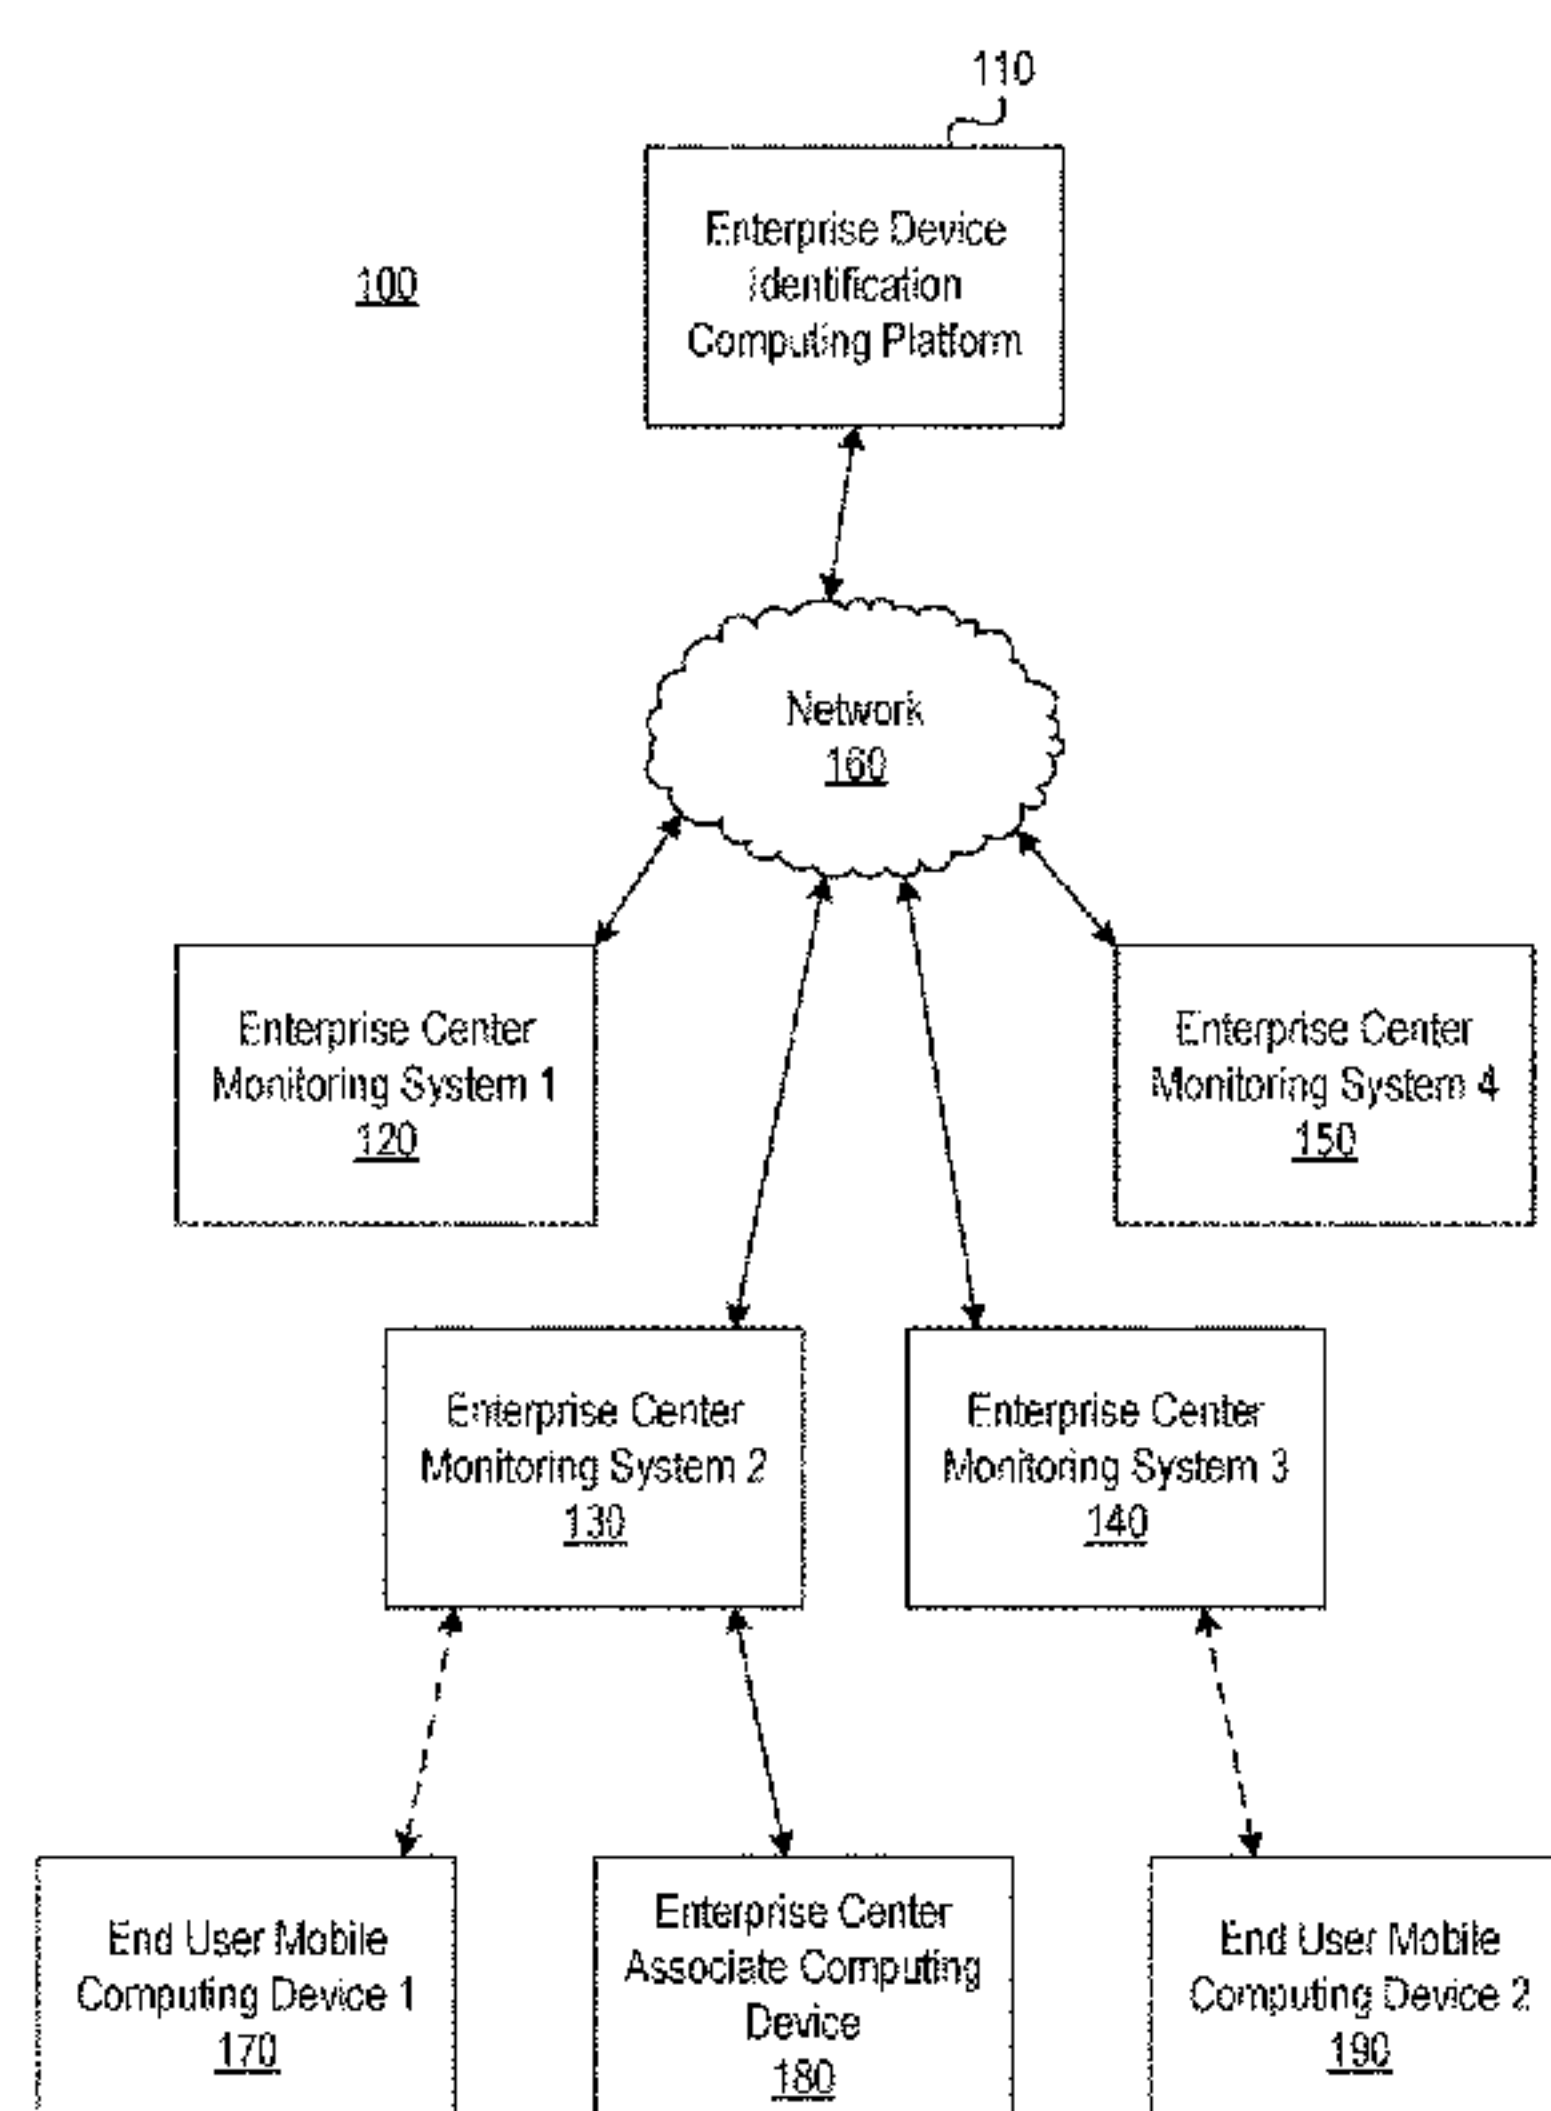 110
100
Enterprise Device
Identification
Computing Platform
Network
160
Enterprise Center
Monitoring System 1
120
Enterprise Center
Monitoring System 4
150
Enterprise Center
Monitoring System 2
130
Enterprise Center
Monitoring System 3
140
End User Mobile
Computing Device 1
170
Enterprise Center
Associate Computing
Device
180
End User Mobile
Computing Device 2
190